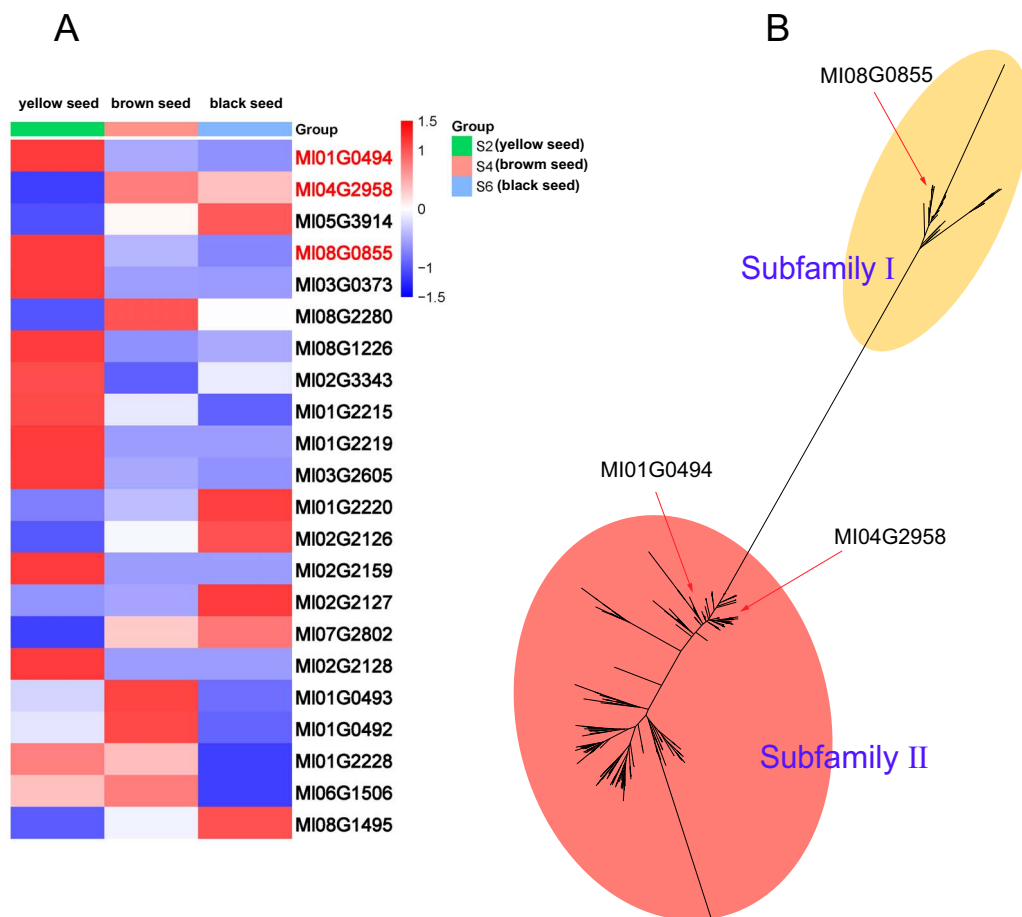 A
B
yellow seed brown seed black seed
Group
1.5
1
0
−1
−1.5
Group
S2 (yellow seed)
S4 (brown seed)
S6 (black seed)
MI01G0494
MI04G2958
MI05G3914
MI08G0855
MI03G0373
MI08G2280
MI08G1226
MI02G3343
MI01G2215
MI01G2219
MI03G2605
MI01G2220
MI02G2126
MI02G2159
MI02G2127
MI07G2802
MI02G2128
MI01G0493
MI01G0492
MI01G2228
MI06G1506
MI08G1495
MI08G0855
Subfamily I
MI01G0494
MI04G2958
Subfamily II